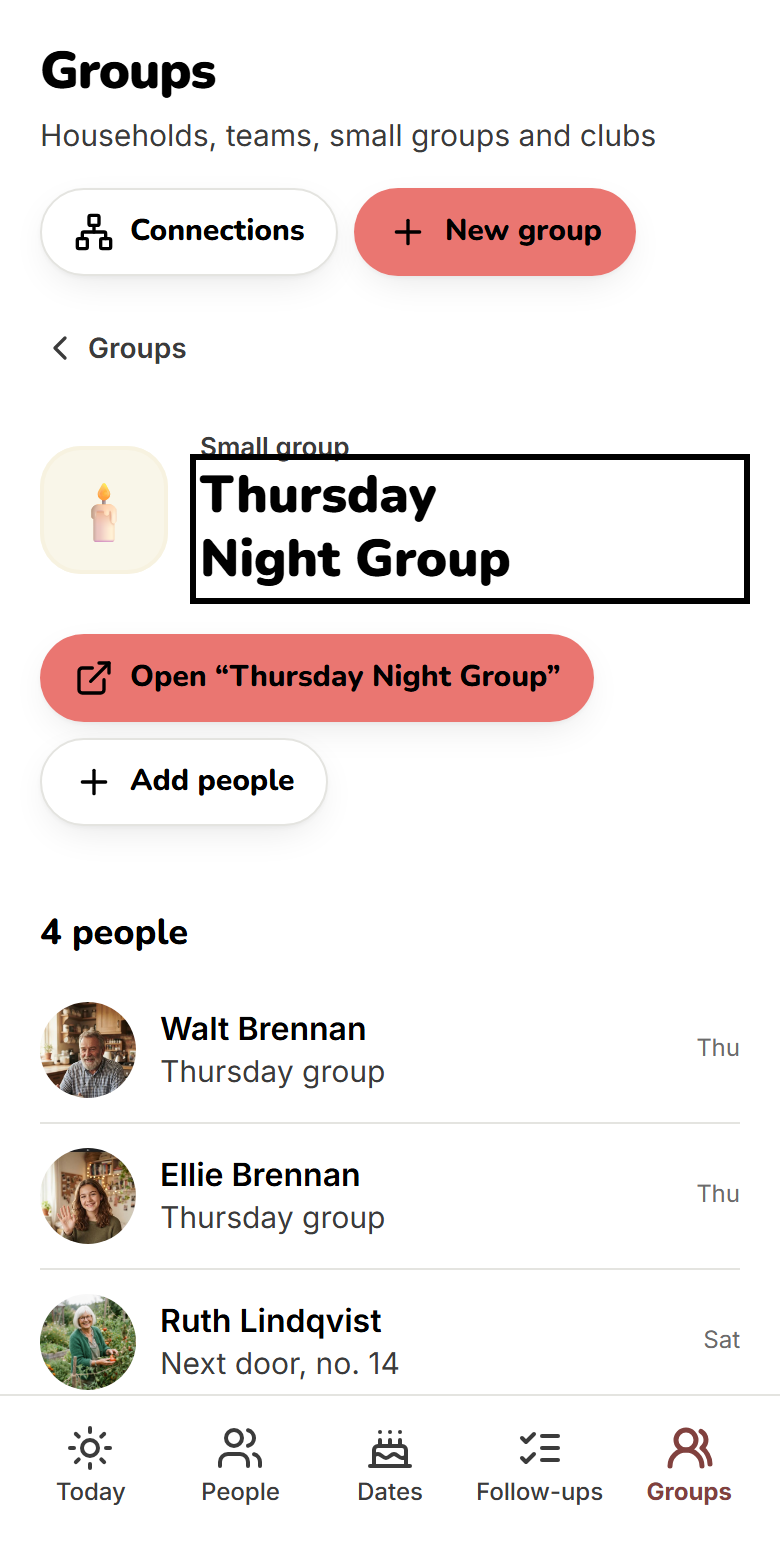 Groups
Households, teams, small groups and clubs
Connections
New group
Groups
Small group
Thursday
Night Group
Open “Thursday Night Group”
Add people
4 people
Walt Brennan
Thursday group
Thu
Ellie Brennan
Thursday group
Thu
Ruth Lindqvist
Next door, no. 14
Sat
Today
People
Dates
Follow-ups
Groups